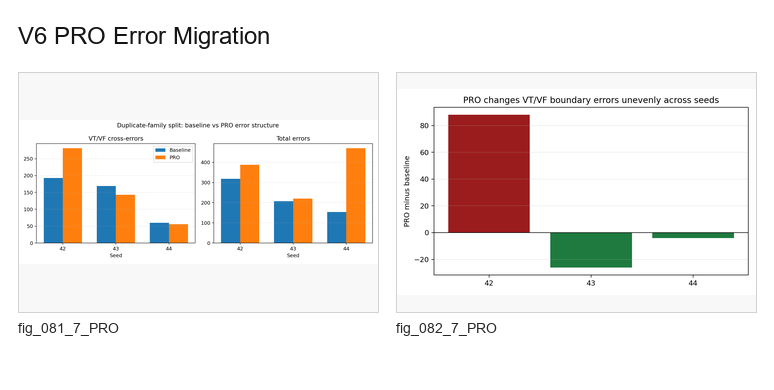 V6 PRO Error Migration
Duplicate-family split: baseline vs PRO error structure
VT/VF cross-errors
Baseline
PRO
250
200
150
100
50
0
42
43
44
Seed
Total errors
400
300
200
100
0
42
43
44
Seed
fig_081_7_PRO
PRO changes VT/VF boundary errors unevenly across seeds
PRO minus baseline
80
60
40
20
0
−20
42
43
44
fig_082_7_PRO